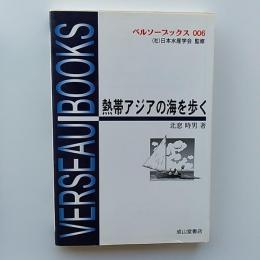 VERSEAU BOOKS
ベルソーブックス 006
(社)日本水産学会 監修
熱帯アジアの海を歩く
北窓 時男 著
成山堂書店